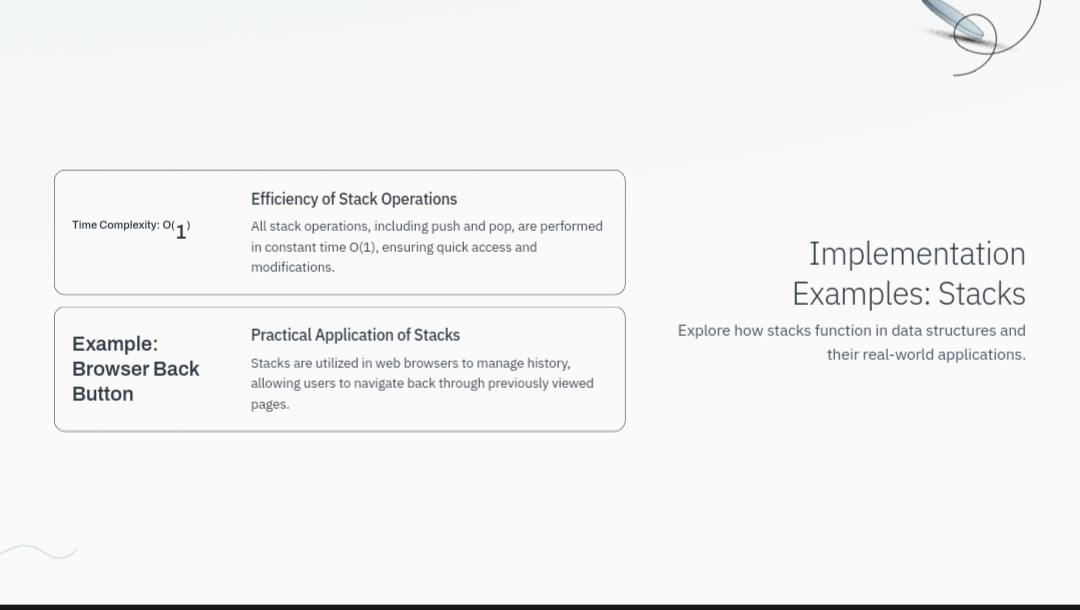 Time Complexity: O(1)
Efficiency of Stack Operations
All stack operations, including push and pop, are performed
in constant time O(1), ensuring quick access and
modifications.
Example:
Browser Back
Button
Practical Application of Stacks
Stacks are utilized in web browsers to manage history,
allowing users to navigate back through previously viewed
pages.
Implementation
Examples: Stacks
Explore how stacks function in data structures and
their real-world applications.